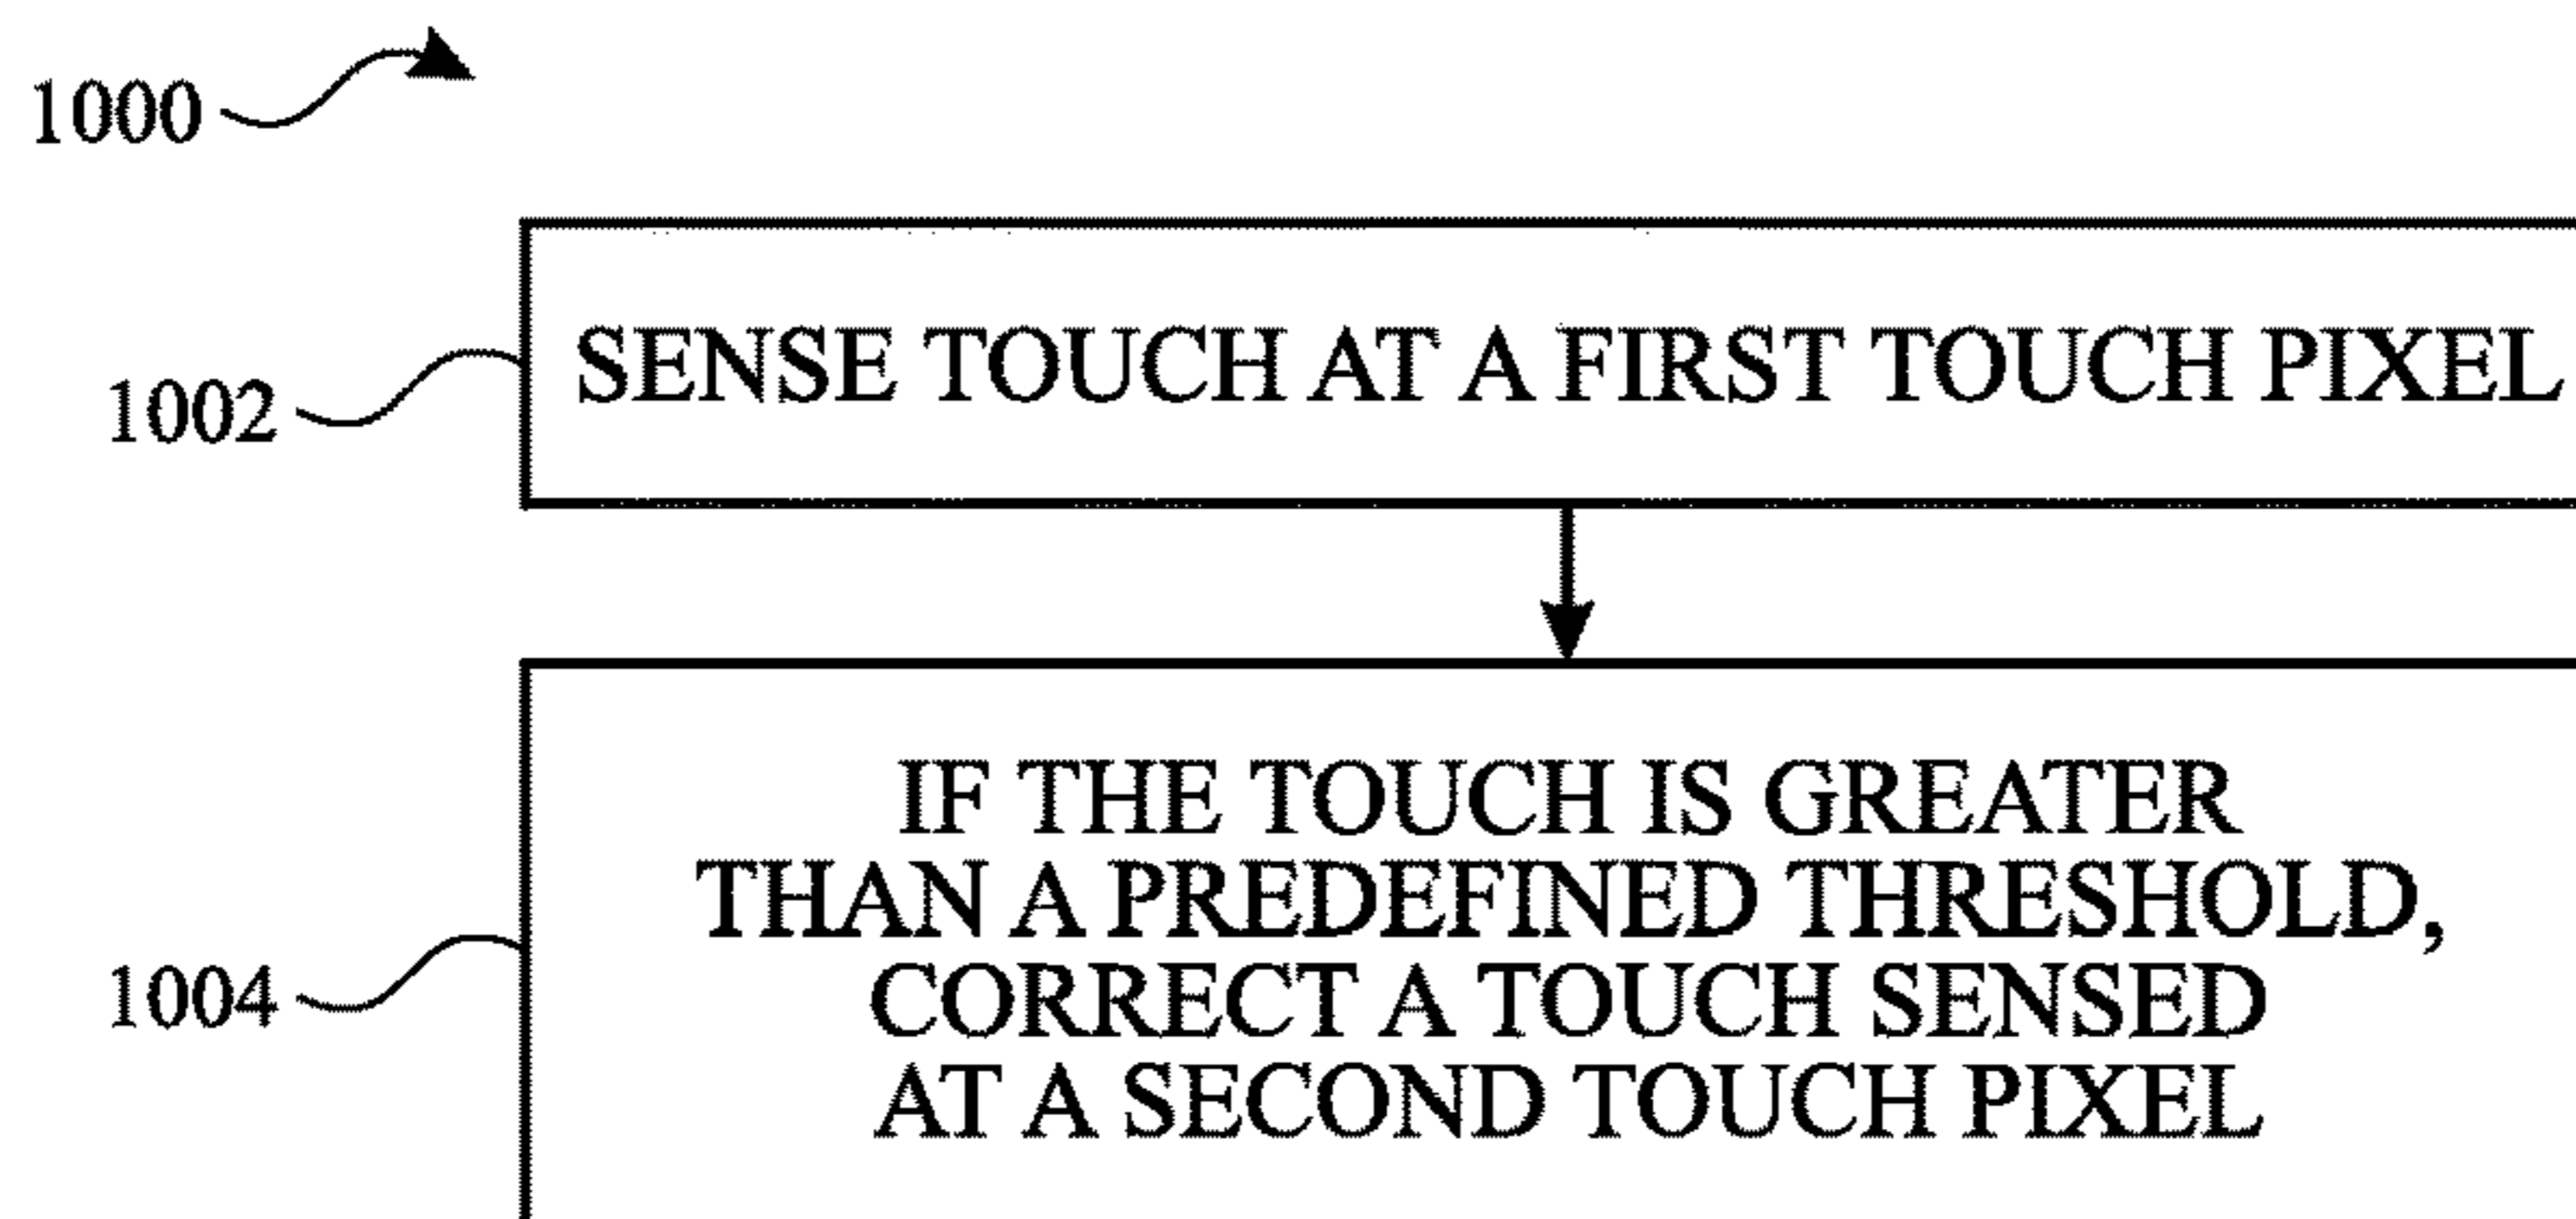 1000
1002
SENSE TOUCH AT A FIRST TOUCH PIXEL
1004
IF THE TOUCH IS GREATER
THAN A PREDEFINED THRESHOLD,
CORRECT A TOUCH SENSED
AT A SECOND TOUCH PIXEL